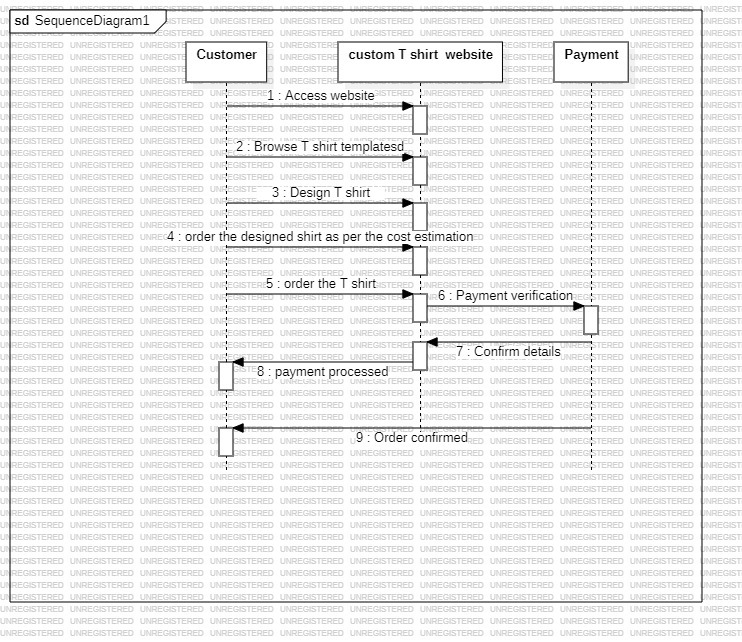 sd SequenceDiagram1
Customer
custom T shirt website
Payment
1 : Access website
2 : Browse T shirt templatesd
3 : Design T shirt
4 : order the designed shirt as per the cost estimation
5 : order the T shirt
6 : Payment verification
7 : Confirm details
8 : payment processed
9 : Order confirmed
UNREGISTERED